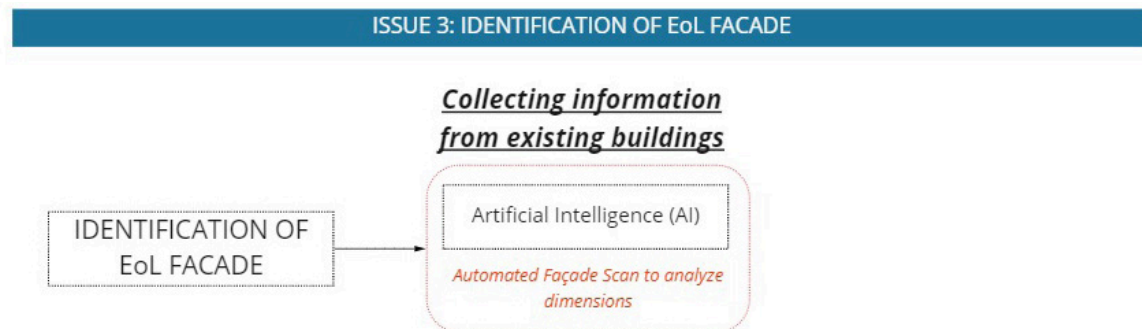 ISSUE 3: IDENTIFICATION OF EoL FACADE
Collecting information
from existing buildings
IDENTIFICATION OF
EoL FACADE
Artificial Intelligence (AI)
Automated Façade Scan to analyze
dimensions